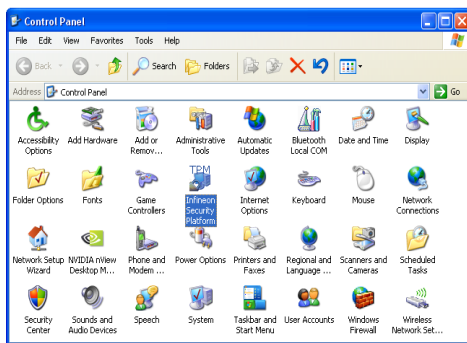 Control Panel
File Edit View Favorites Tools Help
Back Search Folders
Address Control Panel Go
Accessibility Options
Add Hardware
Add or Remov...
Administrative Tools
Automatic Updates
Bluetooth Local COM
Date and Time
Display
TPM
Folder Options
Fonts
Game Controllers
Infineon Security Platform
Internet Options
Keyboard
Mouse
Network Connections
Network Setup Wizard
NVIDIA nView Desktop M...
Phone and Modem ...
Power Options
Printers and Faxes
Regional and Language ...
Scanners and Cameras
Scheduled Tasks
Security Center
Sounds and Audio Devices
Speech
System
Taskbar and Start Menu
User Accounts
Windows Firewall
Wireless Network Set...